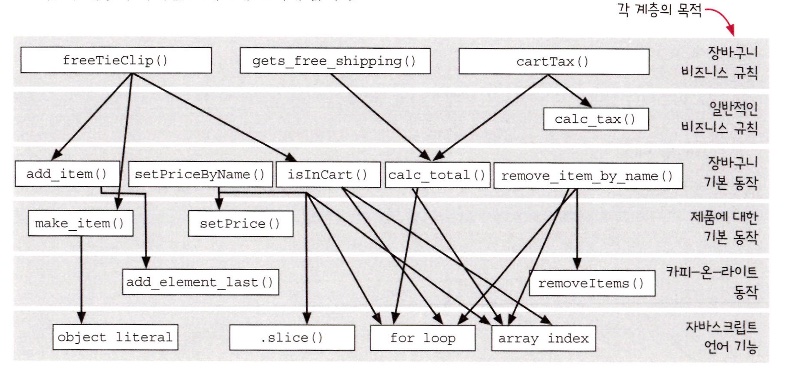 각 계층의 목적
freeTieClip()
gets_free_shipping()
cartTax()
장바구니
비즈니스 규칙
calc_tax()
일반적인
비즈니스 규칙
add_item()
setPriceByName()
isInCart()
calc_total()
remove_item_by_name()
장바구니
기본 동작
make_item()
setPrice()
제품에 대한
기본 동작
add_element_last()
removeItems()
카피-온-라이트
동작
object literal
.slice()
for loop
array index
자바스크립트
언어 기능